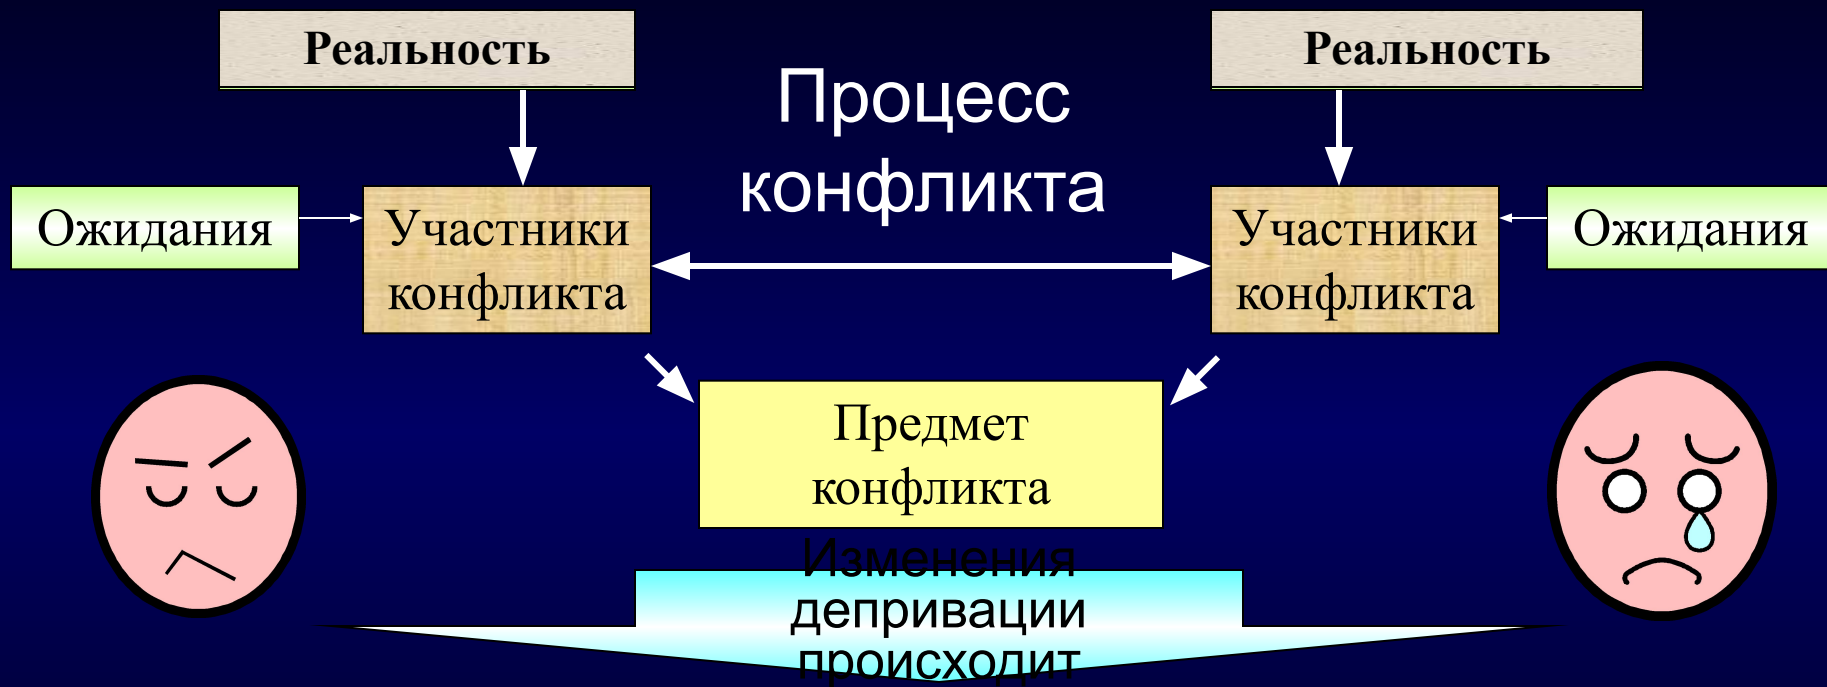 Реальность
Реальность
Процесс
конфликта
Ожидания
Участники
конфликта
Участники
конфликта
Ожидания
Предмет
конфликта
Изменения
депривации
происходит